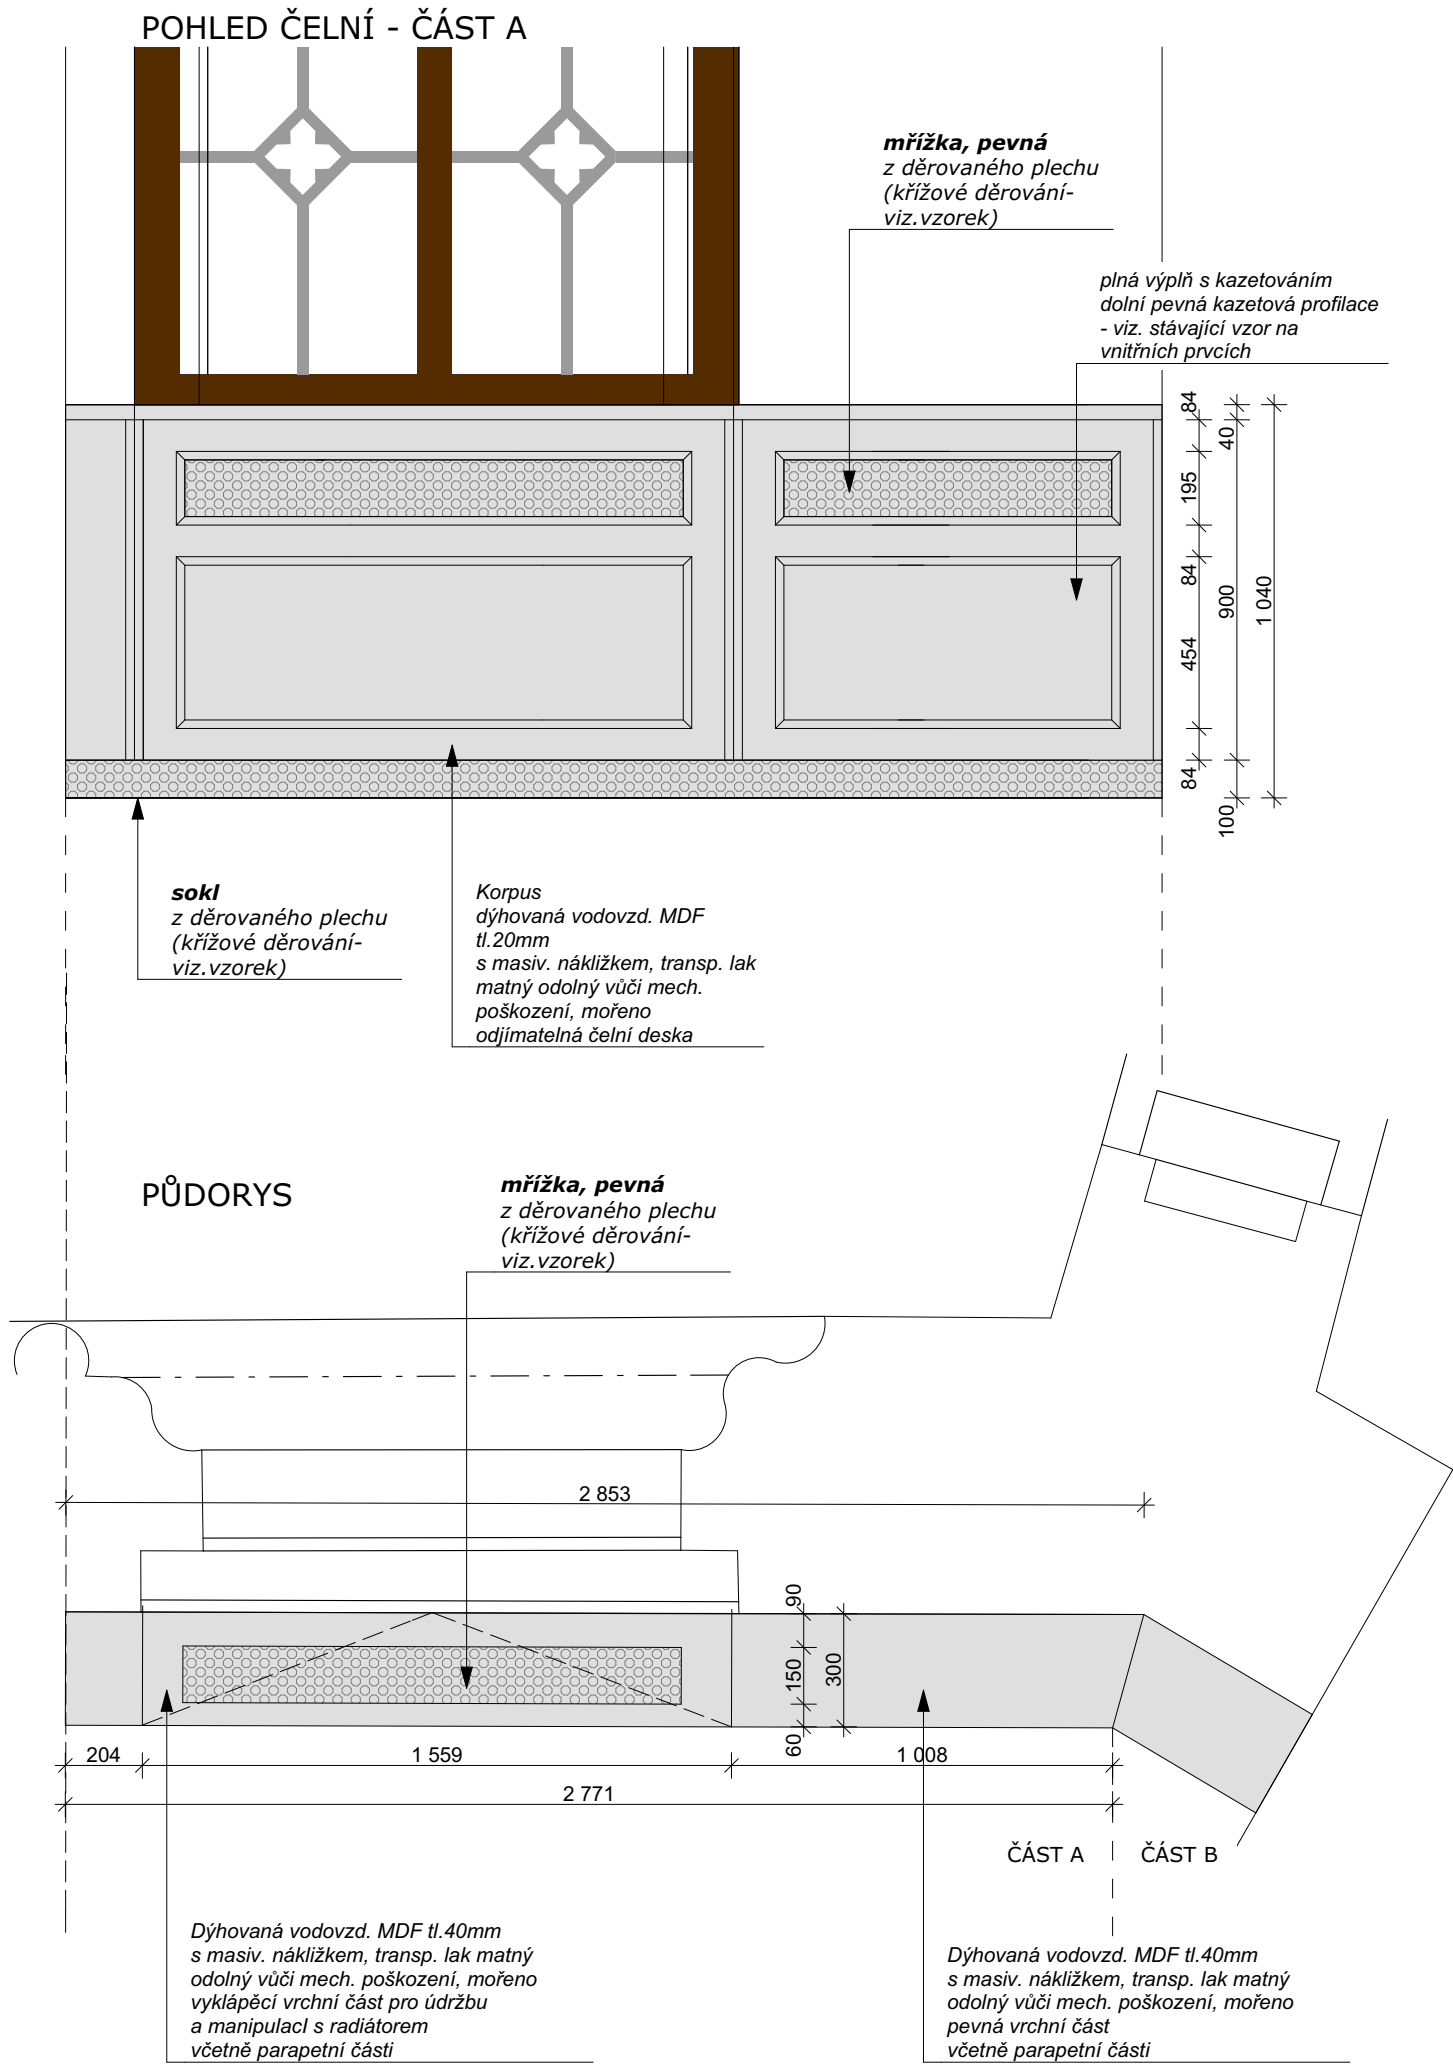 POHLED ČELNÍ - ČÁST A
mřížka, pevná
z děrovaného plechu
(křížové děrování-
viz.vzorek)
plná výplň s kazetováním
dolní pevná kazetová profilace
- viz. stávající vzor na
vnitřních prvcích
84
40
195
84
900
1 040
454
84
100
sokl
z děrovaného plechu
(křížové děrování-
viz.vzorek)
Korpus
dýhovaná vodovzd. MDF
tl.20mm
s masiv. nákližkem, transp. lak
matný odolný vůči mech.
poškození, mořeno
odjímatelná čelní deska
PŮDORYS
mřížka, pevná
z děrovaného plechu
(křížové děrování-
viz.vzorek)
2 853
90
150
300
60
204
1 559
1 008
2 771
ČÁST A
ČÁST B
Dýhovaná vodovzd. MDF tl.40mm
s masiv. nákližkem, transp. lak matný
odolný vůči mech. poškození, mořeno
vyklápěcí vrchní část pro údržbu
a manipulacI s radiátorem
včetně parapetní části
Dýhovaná vodovzd. MDF tl.40mm
s masiv. nákližkem, transp. lak matný
odolný vůči mech. poškození, mořeno
pevná vrchní část
včetně parapetní části